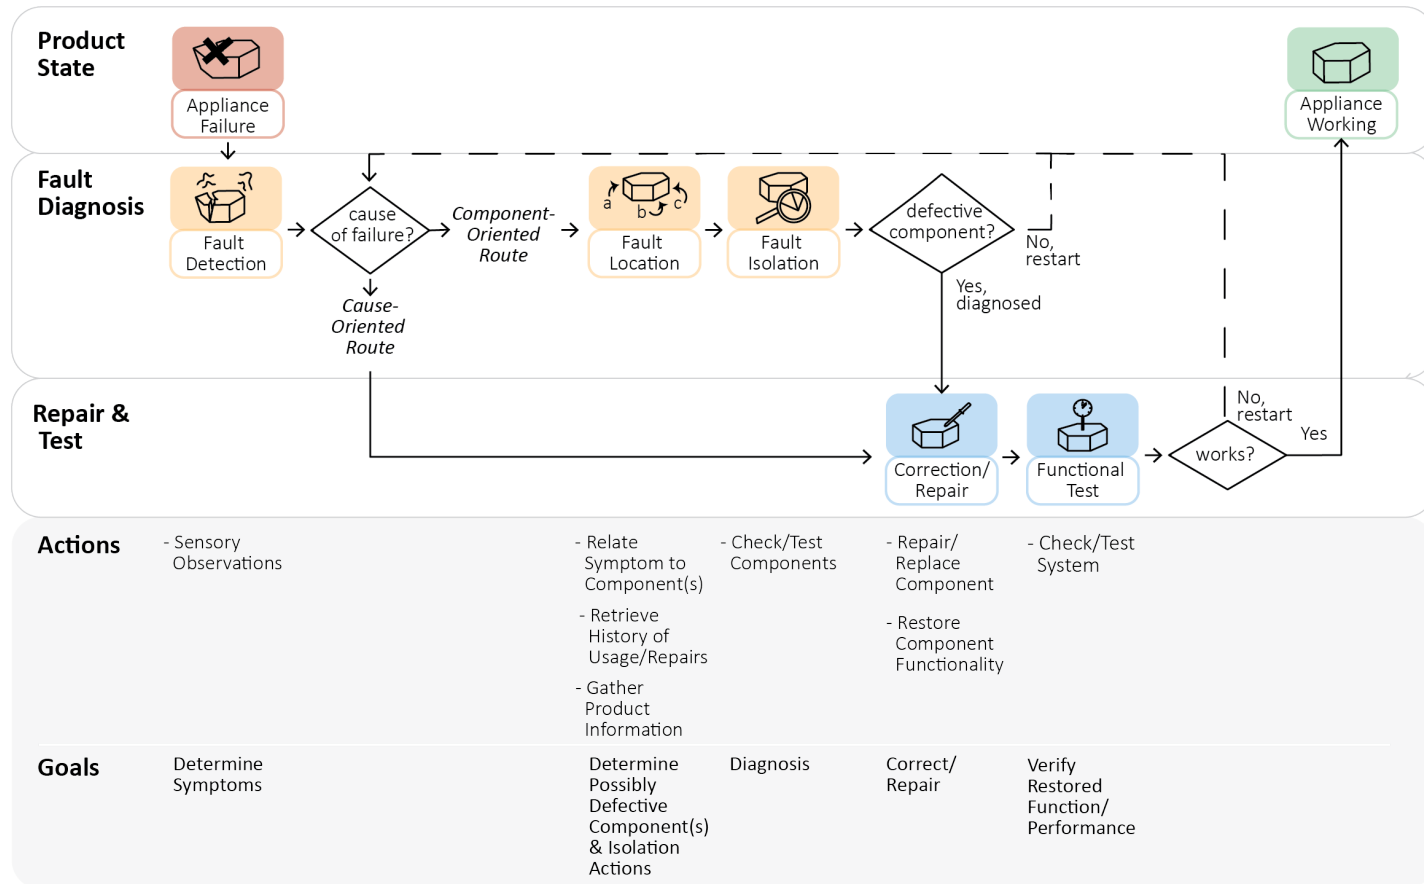 Product
State
Appliance
Failure
Appliance
Working
Fault
Diagnosis
Fault
Detection
cause
of failure?
Component-
Oriented
Route
Cause-
Oriented
Route
a
b
c
Fault
Location
Fault
Isolation
defective
component?
No,
restart
Yes,
diagnosed
Repair &
Test
Correction/
Repair
Functional
Test
works?
No,
restart
Yes
Actions
- Sensory
Observations
- Relate
Symptom to
Component(s)
- Retrieve
History of
Usage/Repairs
- Gather
Product
Information
- Check/Test
Components
- Repair/
Replace
Component
- Restore
Component
Functionality
- Check/Test
System
Goals
Determine
Symptoms
Determine
Possibly
Defective
Component(s)
& Isolation
Actions
Diagnosis
Correct/
Repair
Verify
Restored
Function/
Performance